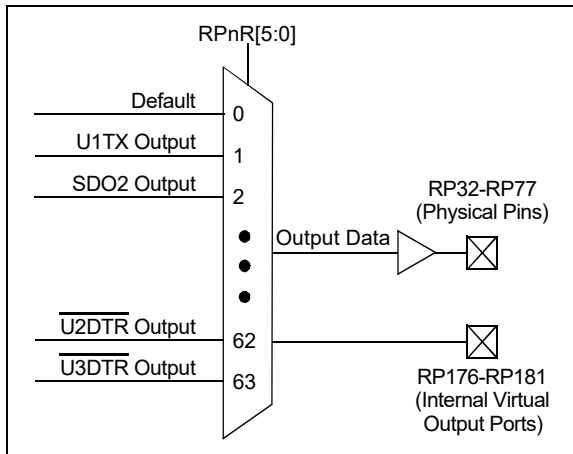 RPnR[5:0]
Default
0
U1TX Output
1
SDO2 Output
2
RP32-RP77
(Physical Pins)
Output Data
U2DTR Output
62
U3DTR Output
63
RP176-RP181
(Internal Virtual
Output Ports)